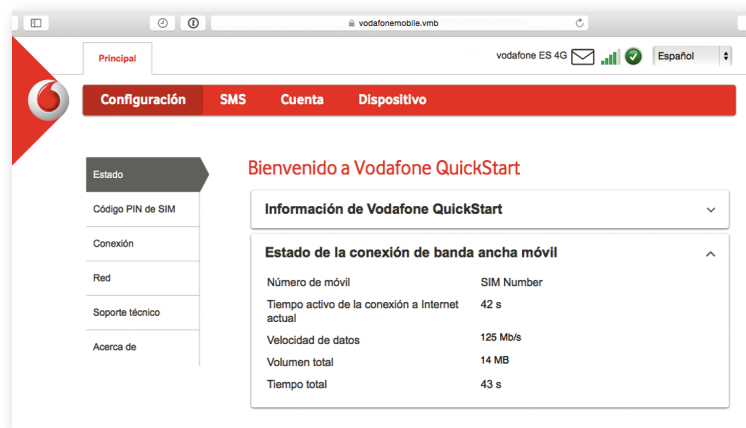 vodafonemobile.vmb
Principal
vodafone ES 4G
Español
Configuración SMS Cuenta Dispositivo
Estado
Código PIN de SIM
Conexión
Red
Soporte técnico
Acerca de
Bienvenido a Vodafone QuickStart
Información de Vodafone QuickStart
Estado de la conexión de banda ancha móvil
Número de móvil SIM Number
Tiempo activo de la conexión a Internet 42 s
actual
Velocidad de datos 125 Mb/s
Volumen total 14 MB
Tiempo total 43 s